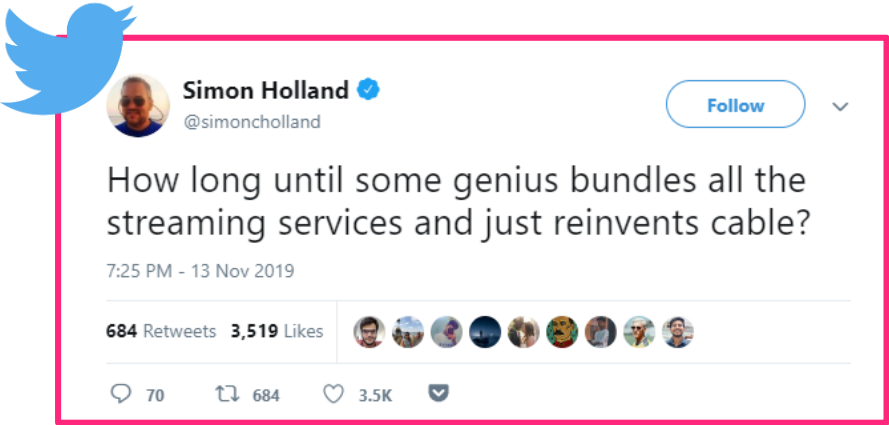 Simon Holland
@simoncholland
Follow
How long until some genius bundles all the
streaming services and just reinvents cable?
7:25 PM - 13 Nov 2019
684 Retweets 3,519 Likes
70 684 3.5K